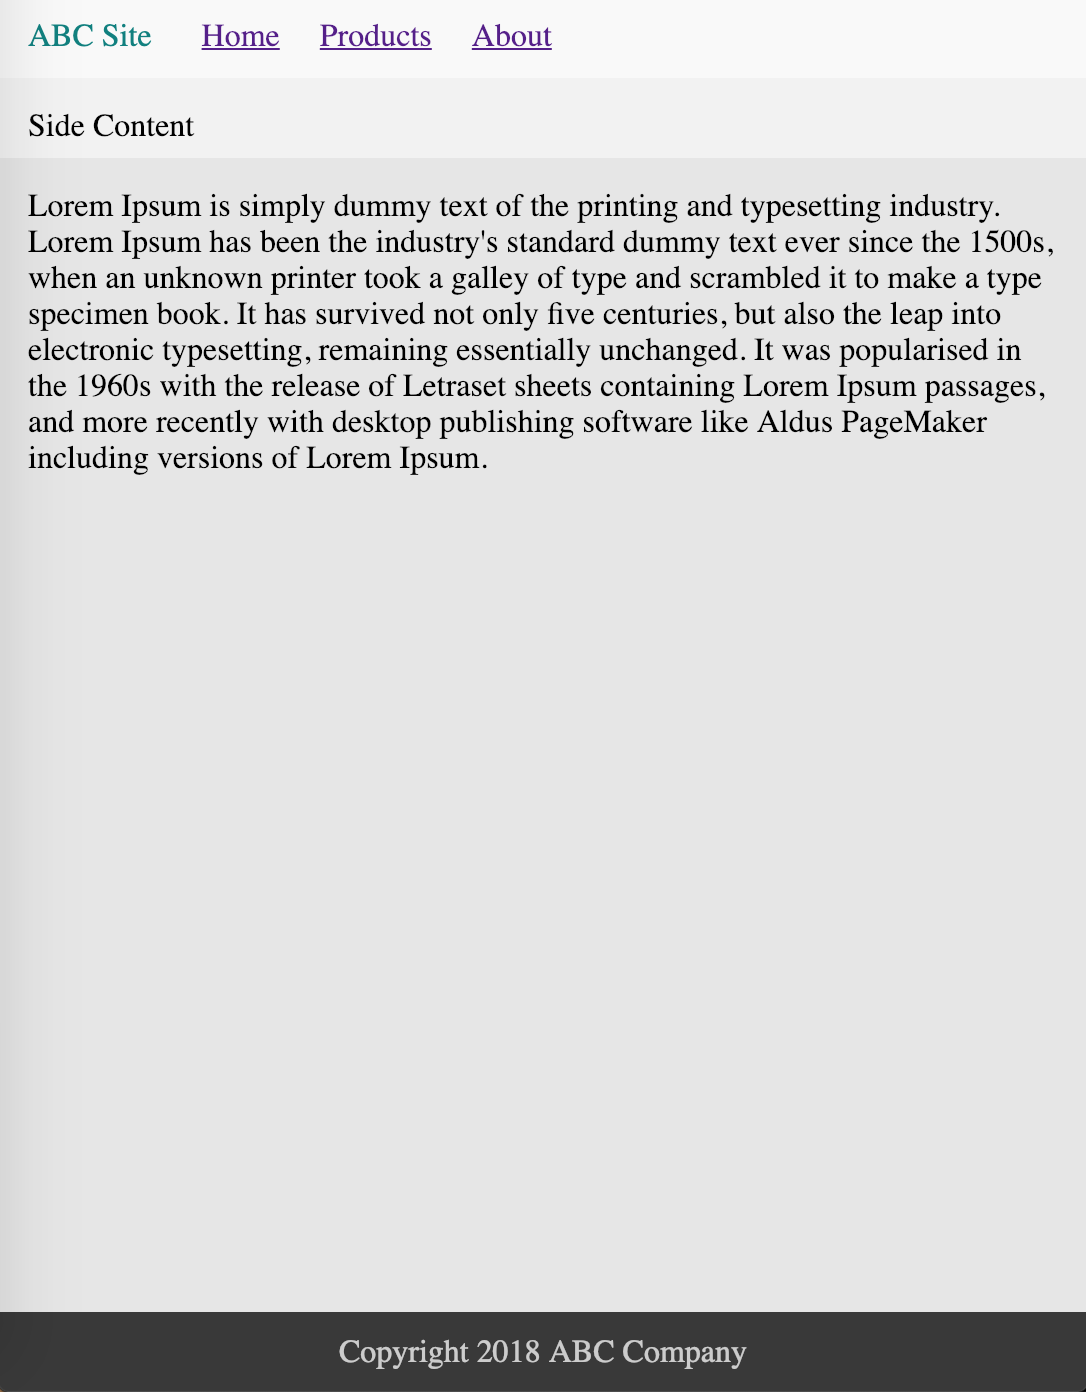 ABC Site Home Products About
Side Content
Lorem Ipsum is simply dummy text of the printing and typesetting industry.
Lorem Ipsum has been the industry's standard dummy text ever since the 1500s,
when an unknown printer took a galley of type and scrambled it to make a type
specimen book. It has survived not only five centuries, but also the leap into
electronic typesetting, remaining essentially unchanged. It was popularised in
the 1960s with the release of Letraset sheets containing Lorem Ipsum passages,
and more recently with desktop publishing software like Aldus PageMaker
including versions of Lorem Ipsum.
Copyright 2018 ABC Company